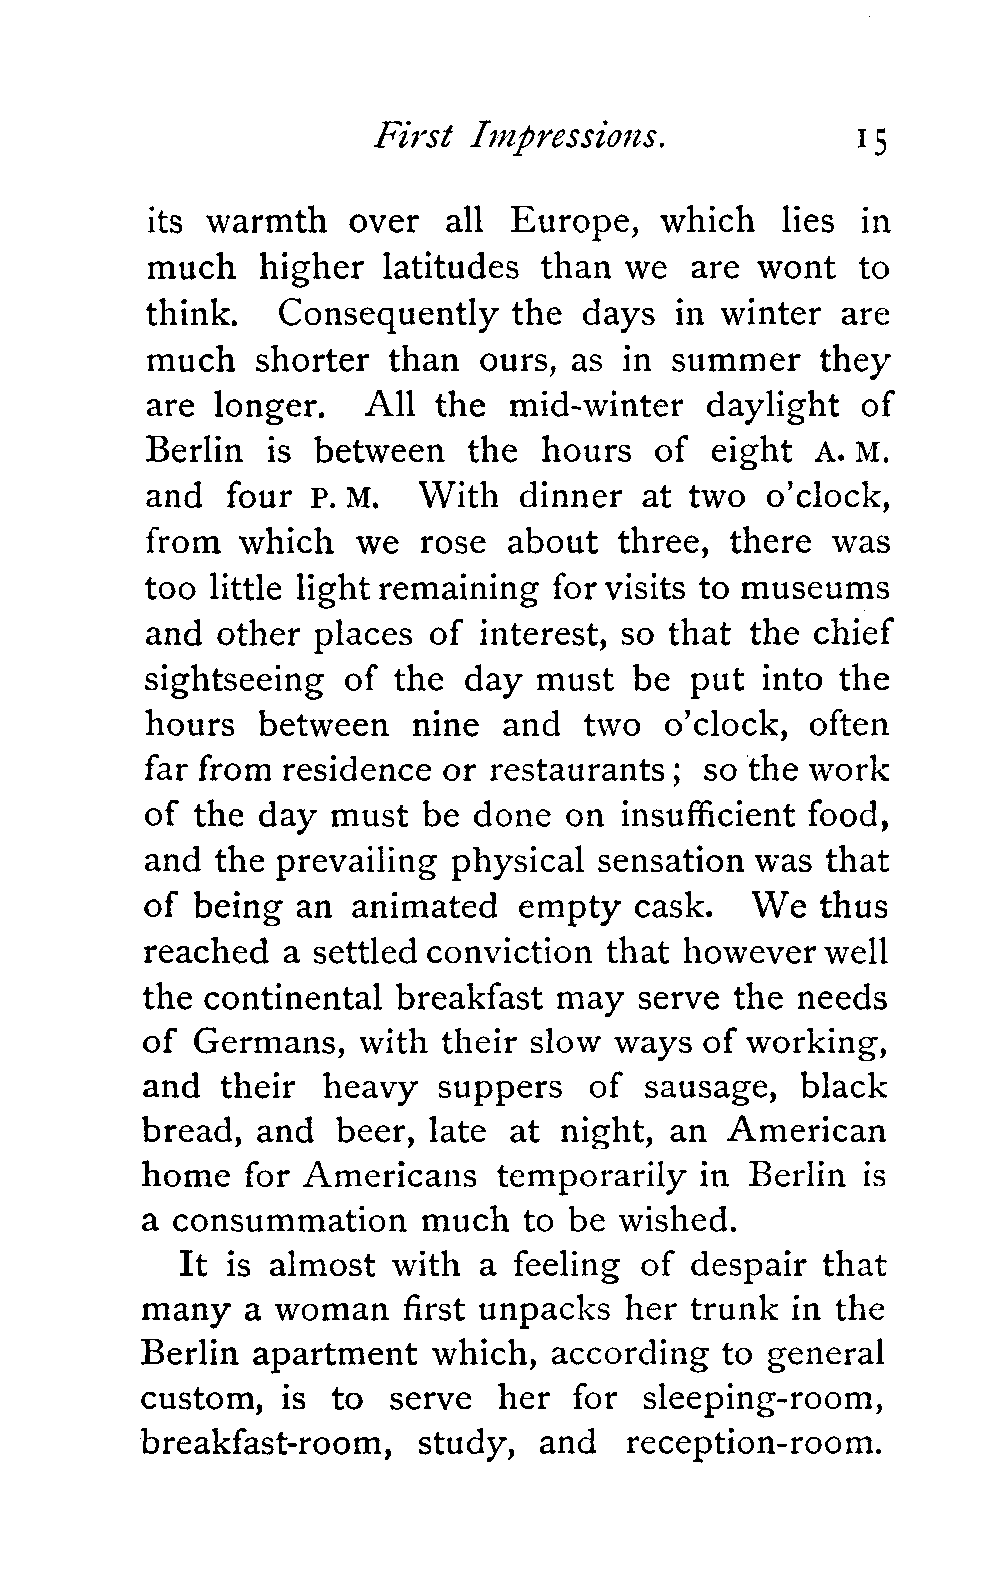 First Impressions. 15
its warmth over all Europe, which lies in
much higher latitudes than we are wont to
think. Consequently the days in winter are
much shorter than ours, as in summer they
are longer. All the mid-winter daylight of
Berlin is between the hours of eight A. M.
and four P. M. With dinner at two o'clock,
from which we rose about three, there was
too little light remaining for visits to museums
and other places of interest, so that the chief
sightseeing of the day must be put into the
hours between nine and two o'clock, often
far from residence or restaurants; so the work
of the day must be done on insufficient food,
and the prevailing physical sensation was that
of being an animated empty cask. We thus
reached a settled conviction that however well
the continental breakfast may serve the needs
of Germans, with their slow ways of working,
and their heavy suppers of sausage, black
bread, and beer, late at night, an American
home for Americans temporarily in Berlin is
a consummation much to be wished.
It is almost with a feeling of despair that
many a woman first unpacks her trunk in the
Berlin apartment which, according to general
custom, is to serve her for sleeping-room,
breakfast-room, study, and reception-room.